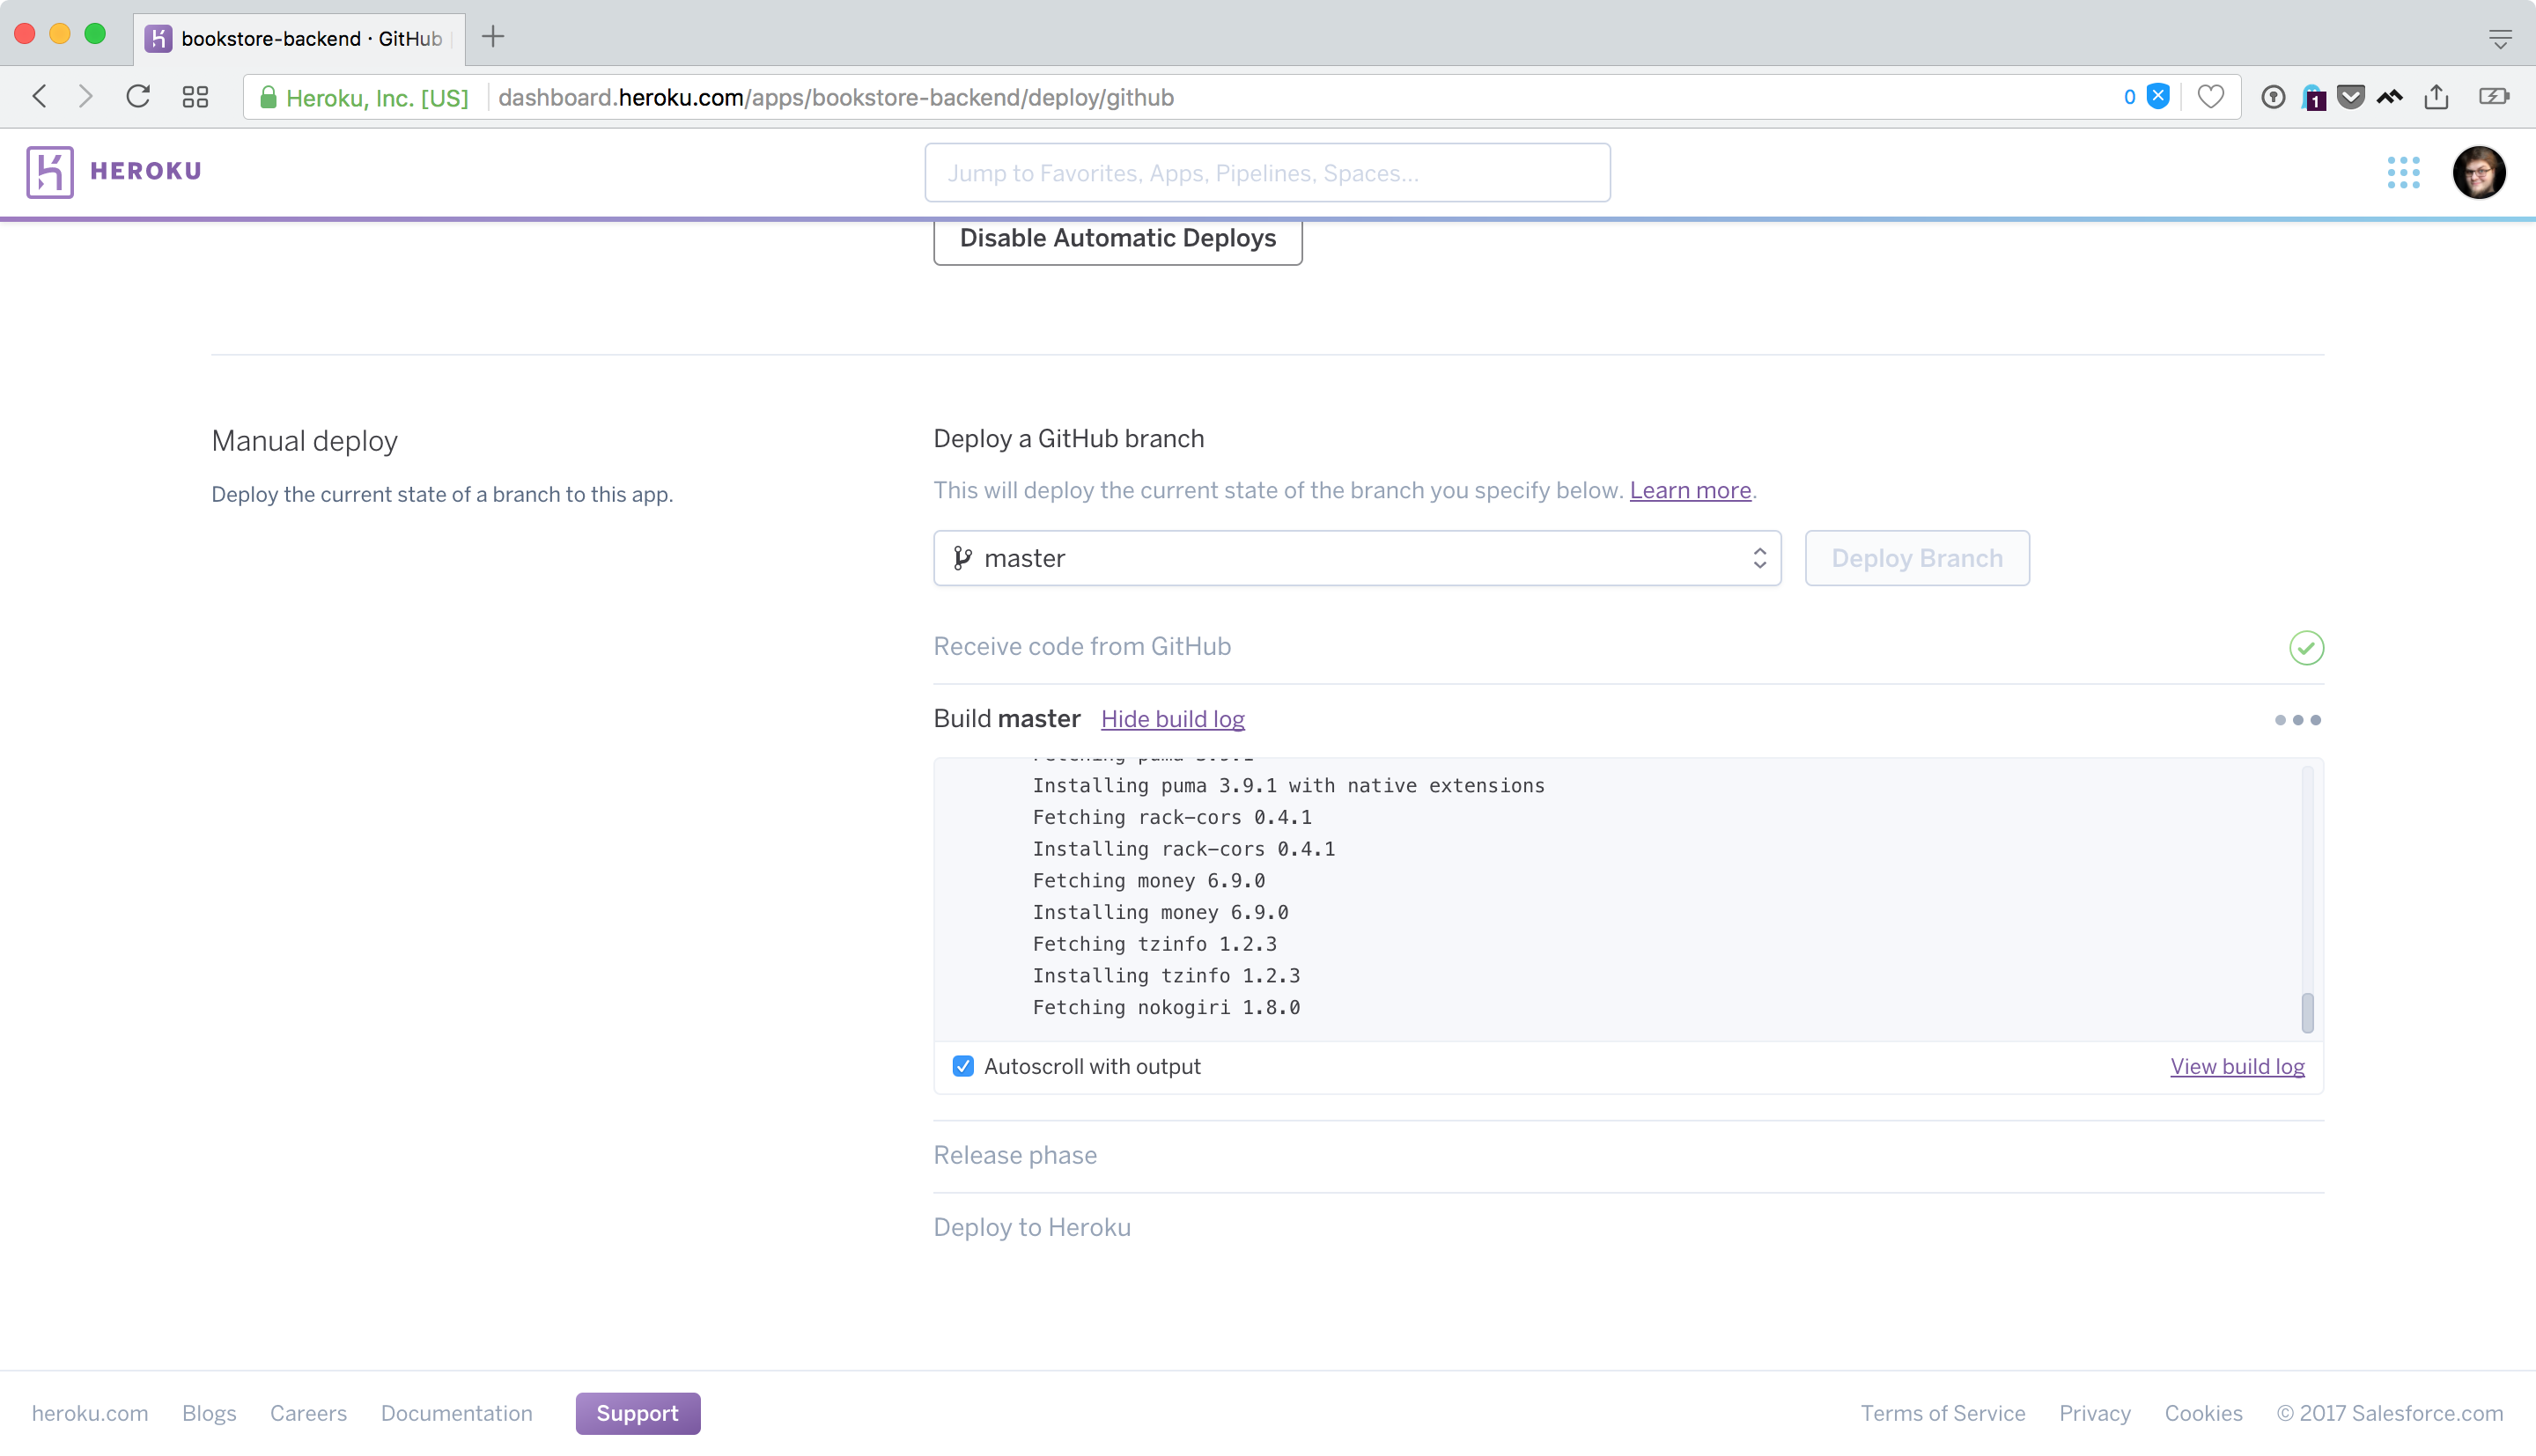 bookstore-backend · GitHub
Heroku, Inc. [US] dashboard.heroku.com/apps/bookstore-backend/deploy/github 0 1
HEROKU Jump to Favorites, Apps, Pipelines, Spaces...
Disable Automatic Deploys
Manual deploy
Deploy the current state of a branch to this app.
Deploy a GitHub branch
This will deploy the current state of the branch you specify below. Learn more.
master Deploy Branch
Receive code from GitHub
Build master Hide build log
Fetching puma 3.9.1
Installing puma 3.9.1 with native extensions
Fetching rack-cors 0.4.1
Installing rack-cors 0.4.1
Fetching money 6.9.0
Installing money 6.9.0
Fetching tzinfo 1.2.3
Installing tzinfo 1.2.3
Fetching nokogiri 1.8.0
Autoscroll with output View build log
Release phase
Deploy to Heroku
heroku.com Blogs Careers Documentation Support Terms of Service Privacy Cookies © 2017 Salesforce.com